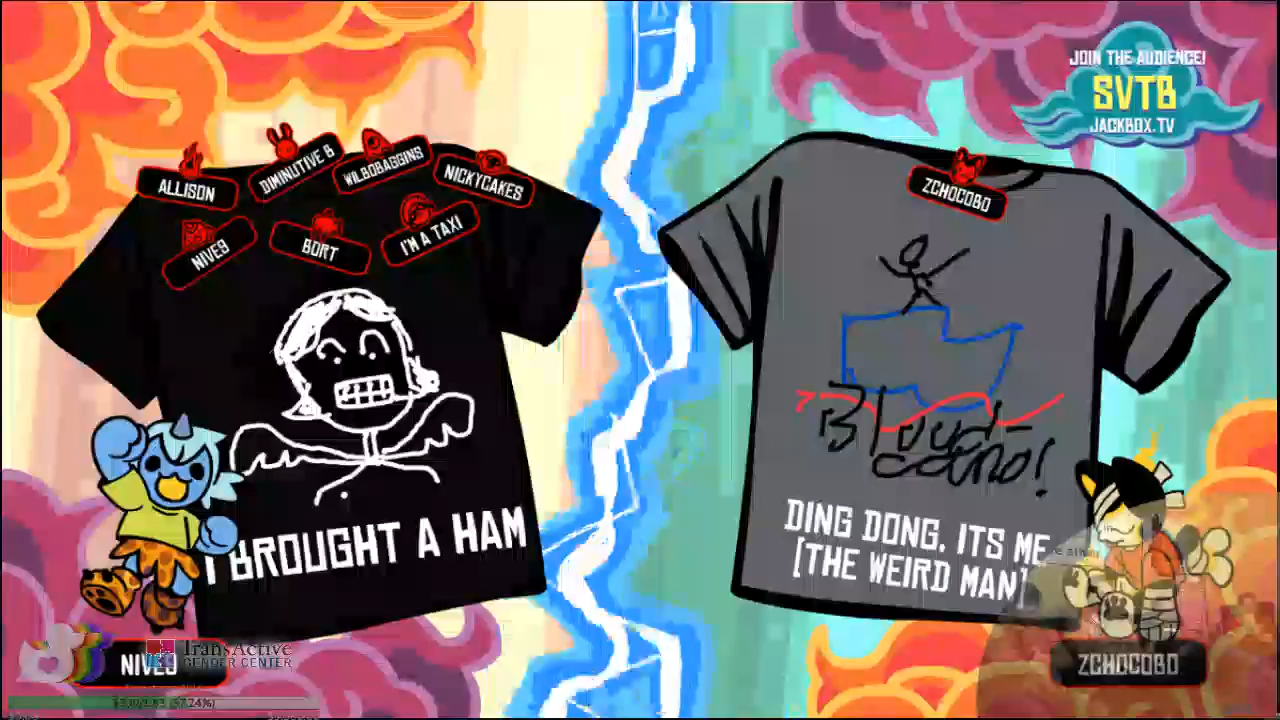 JOIN THE AUDIENCE!
SVTB
JACKBOX.TV
ALLISON
DIMINUTIVE B
WILBOBAGGINS
NICKYCAKES
NIVE9
BORT
I'M A TAXI
ZCHOCOBO
Blood-
I BROUGHT A HAM
DING DONG. ITS ME
[THE WEIRD MAN]
NIVE9
TransActive
GENDER CENTER
ZCHOCOBO